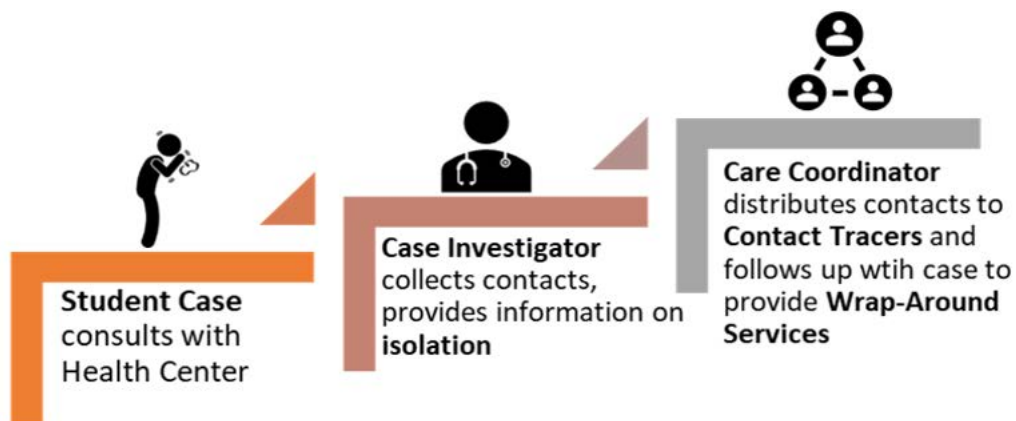 Student Case
consults with
Health Center
Case Investigator
collects contacts,
provides information on
isolation
Care Coordinator
distributes contacts to
Contact Tracers and
follows up wtih case to
provide Wrap-Around
Services